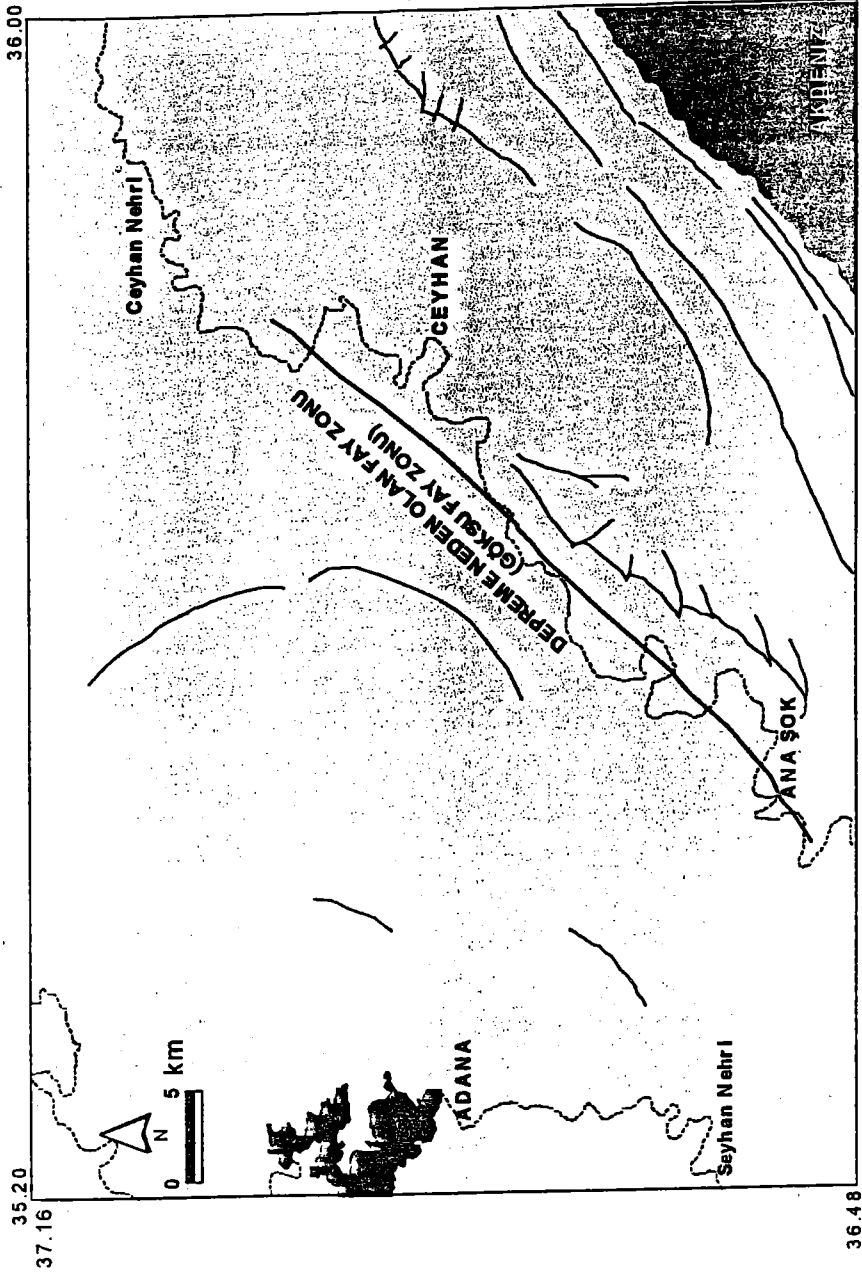 35.20
36.00
37.16
36.48
N
0 5 km
Ceyhan Nehri
CEYHAN
DEPREME NEDEN OLAN FAY ZONU
(GÖKSU FAY ZONU)
ADANA
Seyhan Nehri
ANA ŞOK
AKDENİZ